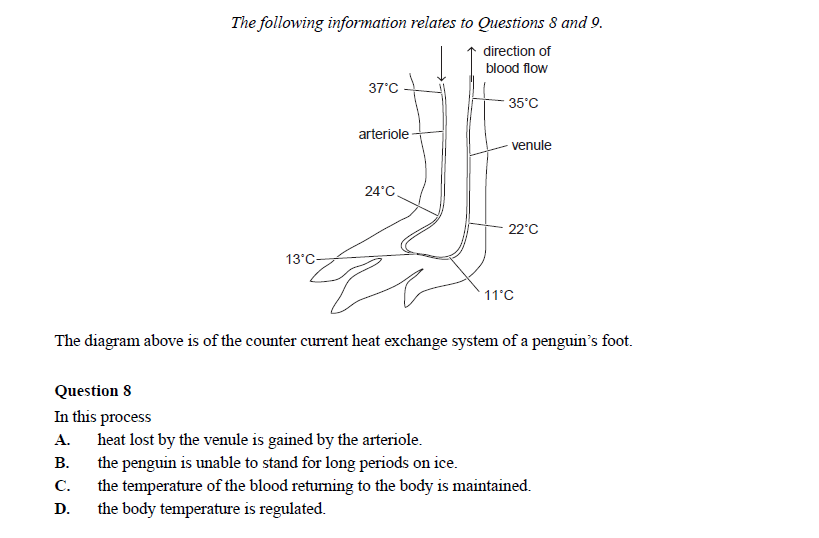 The following information relates to Questions 8 and 9.
direction of
blood flow
37°C
35°C
arteriole
venule
24°C
22°C
13°C
11°C
The diagram above is of the counter current heat exchange system of a penguin's foot.
Question 8
In this process
A. heat lost by the venule is gained by the arteriole.
B. the penguin is unable to stand for long periods on ice.
C. the temperature of the blood returning to the body is maintained.
D. the body temperature is regulated.